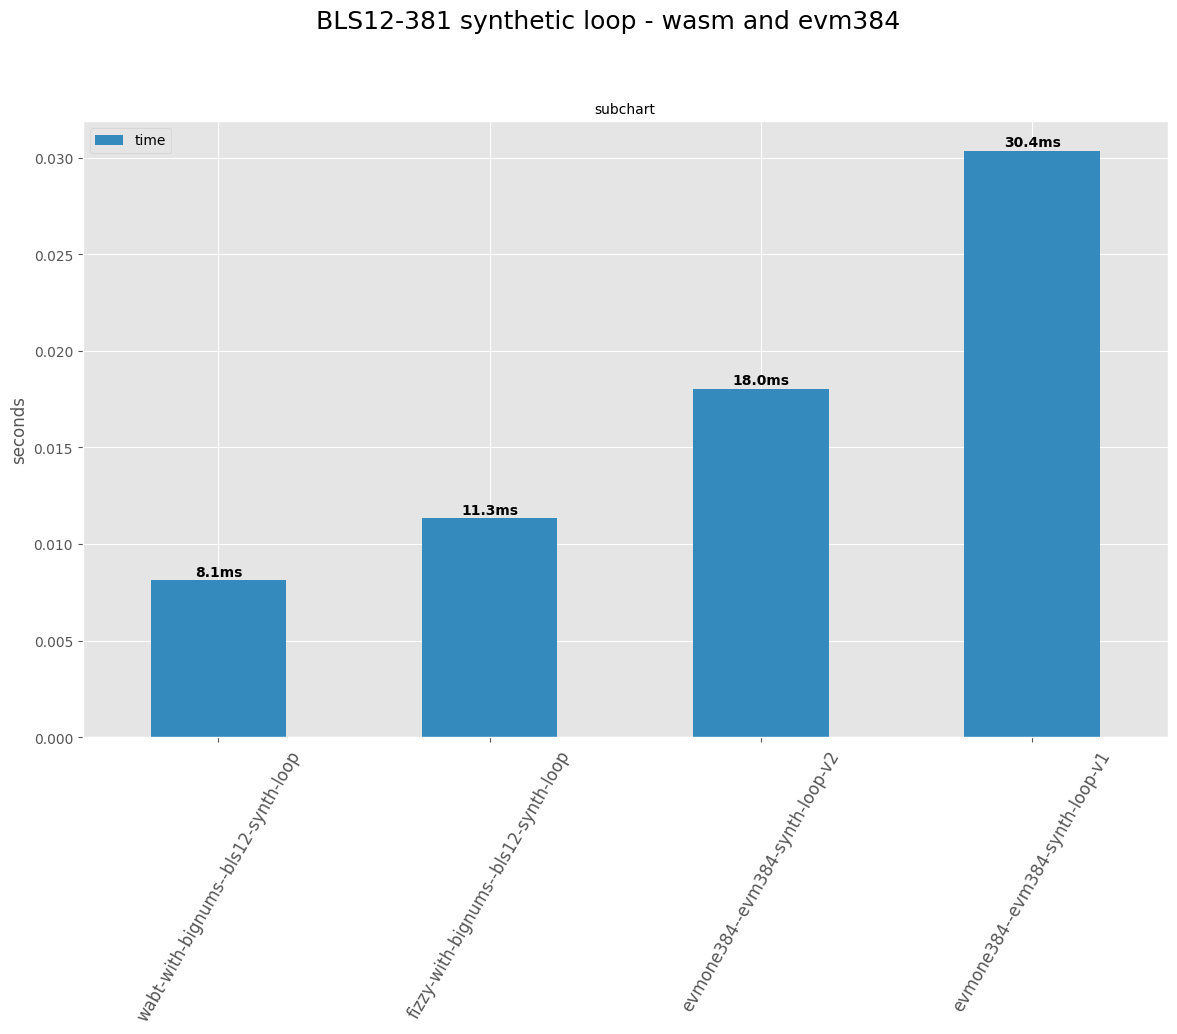 BLS12-381 synthetic loop - wasm and evm384
subchart
time
30.4ms
18.0ms
11.3ms
8.1ms
seconds
0.030
0.025
0.020
0.015
0.010
0.005
0.000
wabt-with-bignums--bls12-synth-loop
fizzy-with-bignums--bls12-synth-loop
evmone384--evm384-synth-loop-v2
evmone384--evm384-synth-loop-v1